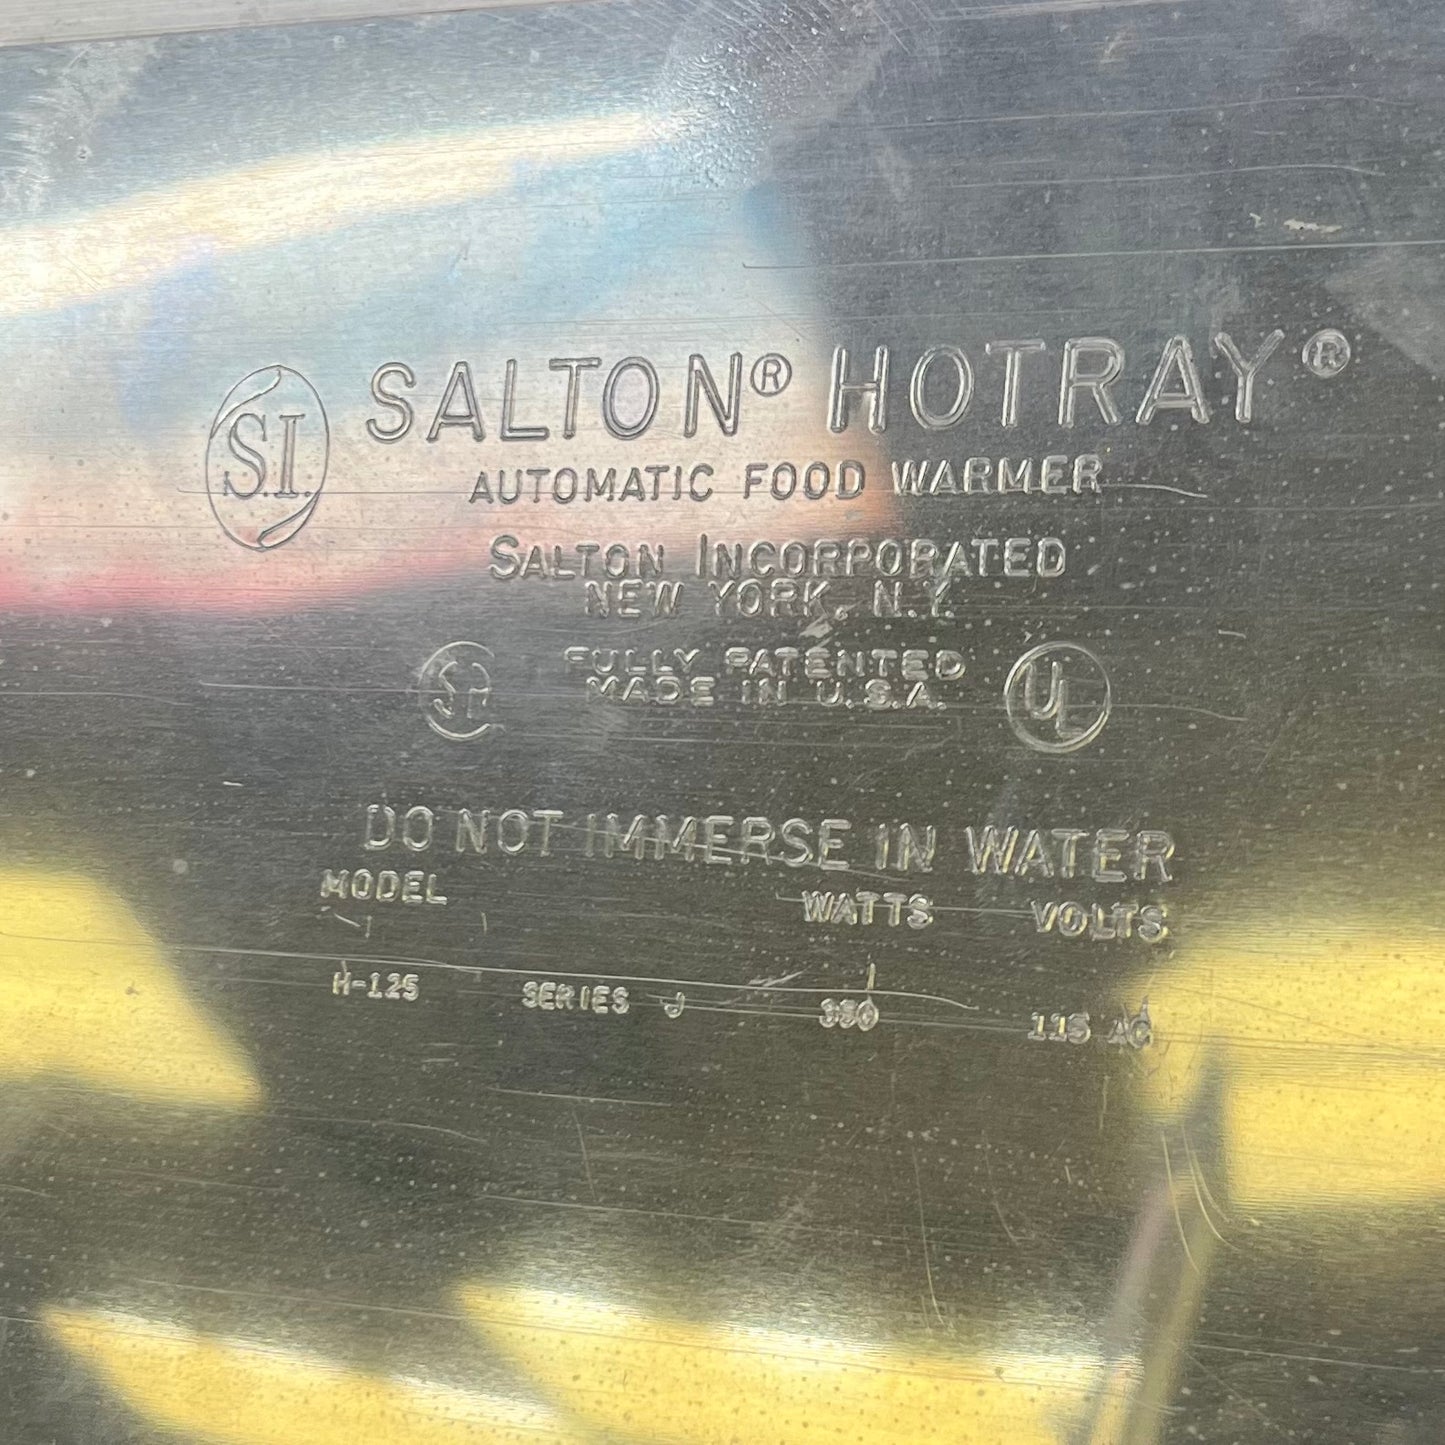 S.I. SALTON® HOTRAY®
AUTOMATIC FOOD WARMER
SALTON INCORPORATED
NEW YORK, N.Y.
FULLY PATENTED
MADE IN U.S.A.
UL
DO NOT IMMERSE IN WATER
MODEL WATTS VOLTS
H-125 SERIES J 350 115 AC